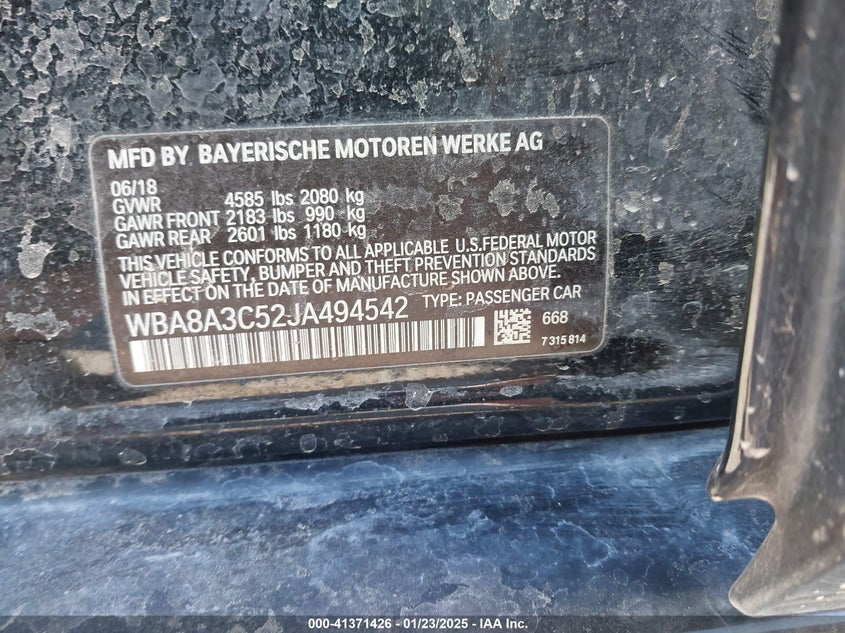 MFD BY BAYERISCHE MOTOREN WERKE AG
06/18
GVWR 4585 lbs 2080 kg
GAWR FRONT 2183 lbs 990 kg
GAWR REAR 2601 lbs 1180 kg
THIS VEHICLE CONFORMS TO ALL APPLICABLE U.S.FEDERAL MOTOR
VEHICLE SAFETY, BUMPER AND THEFT PREVENTION STANDARDS
IN EFFECT ON THE DATE OF MANUFACTURE SHOWN ABOVE.
WBA8A3C52JA494542 TYPE: PASSENGER CAR
668
7 315 814
000-41371426 - 01/23/2025 - IAA Inc.